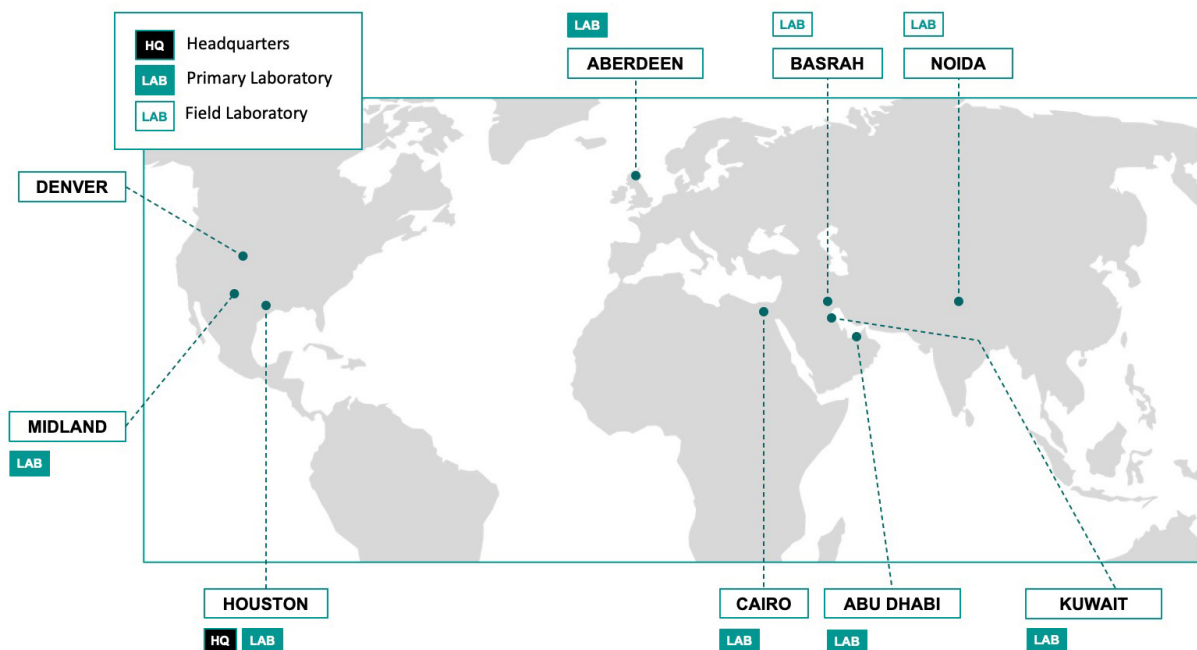 HQ Headquarters
LAB Primary Laboratory
LAB Field Laboratory
LAB
ABERDEEN
LAB
BASRAH
LAB
NOIDA
DENVER
MIDLAND
LAB
HOUSTON
HQ LAB
CAIRO
LAB
ABU DHABI
LAB
KUWAIT
LAB